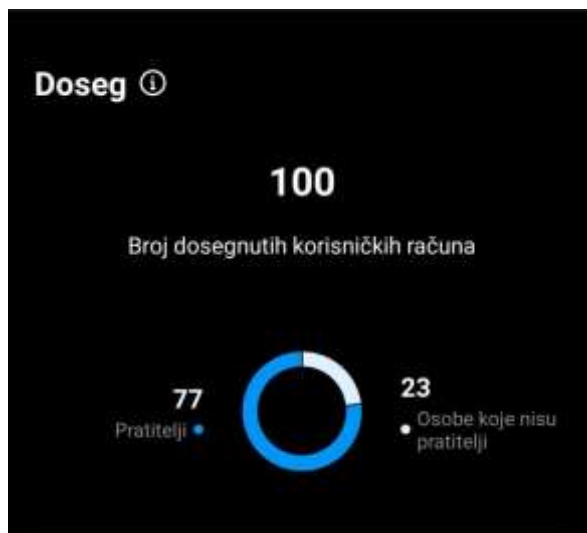 Doseg
100
Broj dosegnutih korisničkih računa
77
Pratitelji
23
Osobe koje nisu
pratitelji